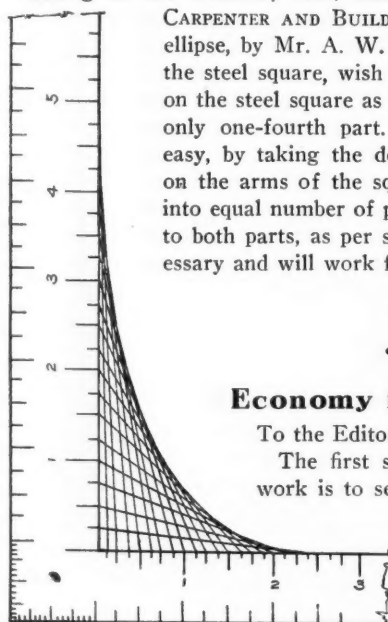 CARPENTER AND BUILD
ellipse, by Mr. A. W.
the steel square, wish
on the steel square as
only one-fourth part.
easy, by taking the d
on the arms of the sq
into equal number of p
to both parts, as per s
essary and will work f
Economy
To the Edito
The first s
work is to se
5
4
3
2
1
1
2
3